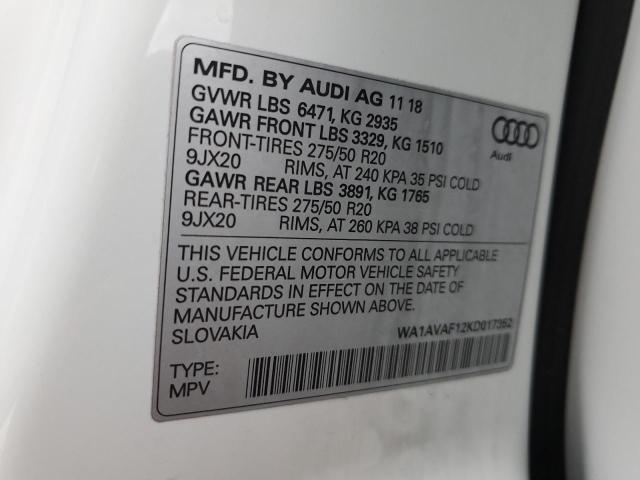 MFD. BY AUDI AG 11 18
GVWR LBS 6471, KG 2935
GAWR FRONT LBS 3329, KG 1510
FRONT-TIRES 275/50 R20
9JX20 RIMS, AT 240 KPA 35 PSI COLD
GAWR REAR LBS 3891, KG 1765
REAR-TIRES 275/50 R20
9JX20 RIMS, AT 260 KPA 38 PSI COLD
Audi
THIS VEHICLE CONFORMS TO ALL APPLICABLE
U.S. FEDERAL MOTOR VEHICLE SAFETY
STANDARDS IN EFFECT ON THE DATE OF
MANUFACTURE SHOWN ABOVE.
SLOVAKIA
WA1AVAF12KD017352
TYPE:
MPV